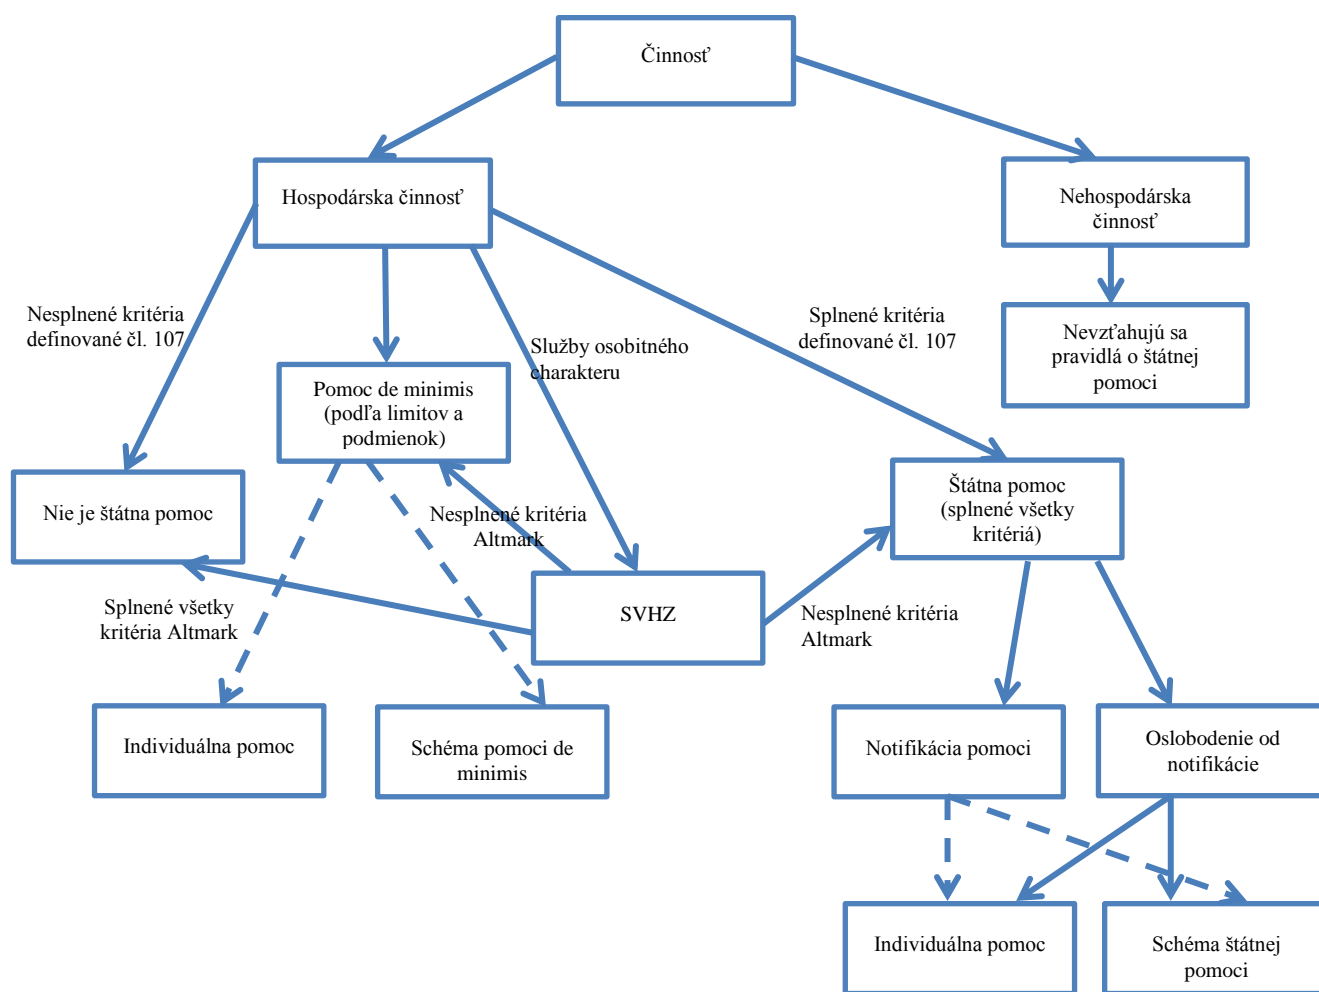 Činnosť
Hospodárska činnosť
Nehospodárska
činnosť
Nesplnené kritéria
definované čl. 107
Splnené kritéria
definované čl. 107
Nevzťahujú sa
pravidlá o štátnej
pomoci
Služby osobitného
charakteru
Pomoc de minimis
(podľa limitov a
podmienok)
Nie je štátna pomoc
Nesplnené kritéria
Altmark
Štátna pomoc
(splnené všetky
kritériá)
Splnené všetky
kritéria Altmark
SVHZ
Nesplnené kritéria
Altmark
Individuálna pomoc
Schéma pomoci de
minimis
Notifikácia pomoci
Oslobodenie od
notifikácie
Individuálna pomoc
Schéma štátnej
pomoci